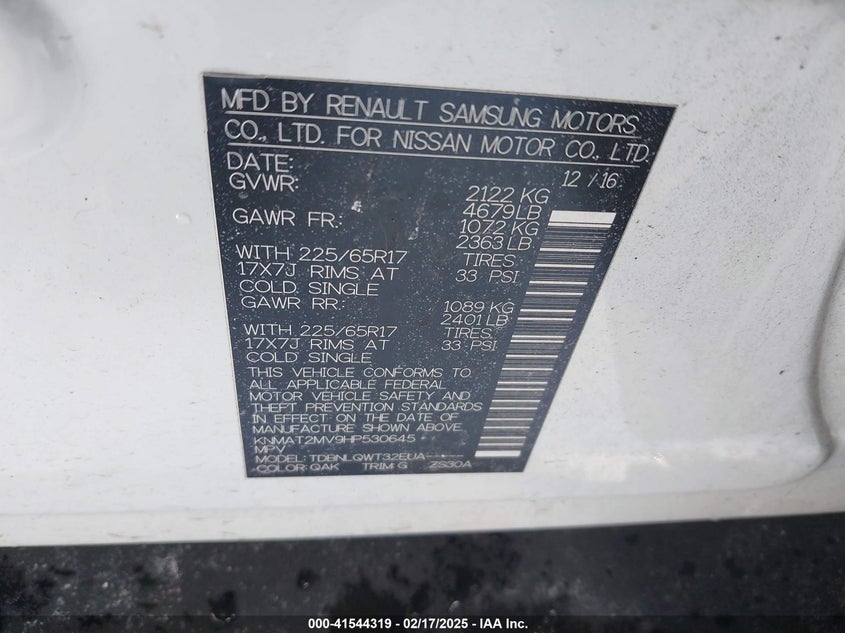 MFD BY RENAULT SAMSUNG MOTORS
CO., LTD. FOR NISSAN MOTOR CO., LTD.
DATE: 12 / 16
GVWR: 2122 KG
4679LB
GAWR FR: 1072 KG
2363 LB
WITH 225/65R17 TIRES
17X7J RIMS AT 33 PSI
COLD SINGLE
GAWR RR: 1089 KG
2401 LB
WITH 225/65R17 TIRES
17X7J RIMS AT 33 PSI
COLD SINGLE
THIS VEHICLE CONFORMS TO
ALL APPLICABLE FEDERAL
MOTOR VEHICLE SAFETY AND
THEFT PREVENTION STANDARDS
IN EFFECT ON THE DATE OF
MANUFACTURE SHOWN ABOVE.
KNMAT2MV9HP530645
MPV
MODEL: TDBNLQWT32EUA-----
COLOR: QAK TRIM: G ZS30A
000-41544319 / 02/17/2025 - IAA Inc.